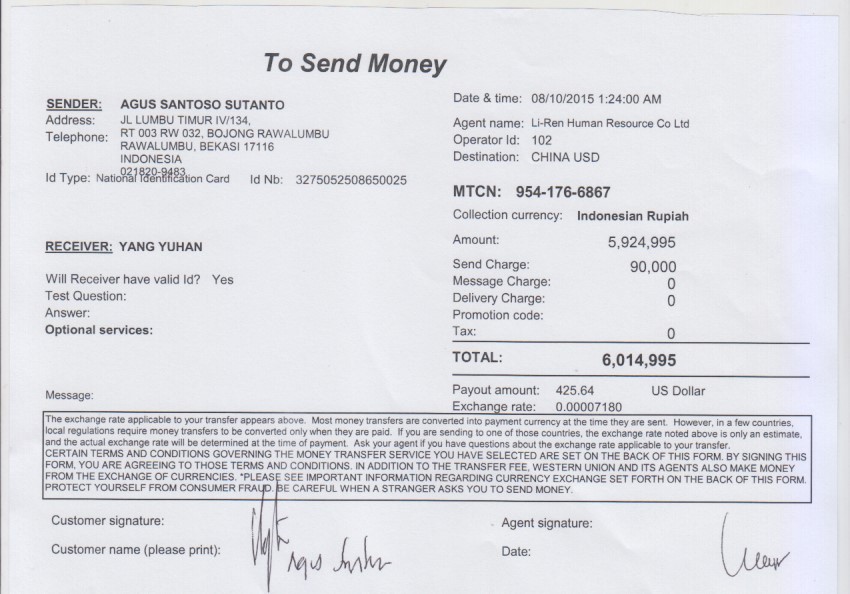 To Send Money
SENDER: AGUS SANTOSO SUTANTO
Address: JL LUMBU TIMUR IV/134,
Telephone: RT 003 RW 032, BOJONG RAWALUMBU
RAWALUMBU, BEKASI 17116
INDONESIA
021820-9483
Id Type: National Identification Card Id Nb: 3275052508650025
RECEIVER: YANG YUHAN
Will Receiver have valid Id? Yes
Test Question:
Answer:
Optional services:
Message:
Date & time: 08/10/2015 1:24:00 AM
Agent name: Li-Ren Human Resource Co Ltd
Operator Id: 102
Destination: CHINA USD
MTCN: 954-176-6867
Collection currency: Indonesian Rupiah
Amount: 5,924,995
Send Charge: 90,000
Message Charge: 0
Delivery Charge: 0
Promotion code:
Tax: 0
TOTAL: 6,014,995
Payout amount: 425.64 US Dollar
Exchange rate: 0.00007180
The exchange rate applicable to your transfer appears above. Most money transfers are converted into payment currency at the time they are sent. However, in a few countries,
local regulations require money transfers to be converted only when they are paid. If you are sending to one of those countries, the exchange rate noted above is only an estimate,
and the actual exchange rate will be determined at the time of payment. Ask your agent if you have questions about the exchange rate applicable to your transfer.
CERTAIN TERMS AND CONDITIONS GOVERNING THE MONEY TRANSFER SERVICE YOU HAVE SELECTED ARE SET ON THE BACK OF THIS FORM. BY SIGNING THIS
FORM, YOU ARE AGREEING TO THOSE TERMS AND CONDITIONS. IN ADDITION TO THE TRANSFER FEE, WESTERN UNION AND ITS AGENTS ALSO MAKE MONEY
FROM THE EXCHANGE OF CURRENCIES. *PLEASE SEE IMPORTANT INFORMATION REGARDING CURRENCY EXCHANGE SET FORTH ON THE BACK OF THIS FORM.
PROTECT YOURSELF FROM CONSUMER FRAUD. BE CAREFUL WHEN A STRANGER ASKS YOU TO SEND MONEY.
Customer signature:
Customer name (please print): Agus
Agent signature:
Date: